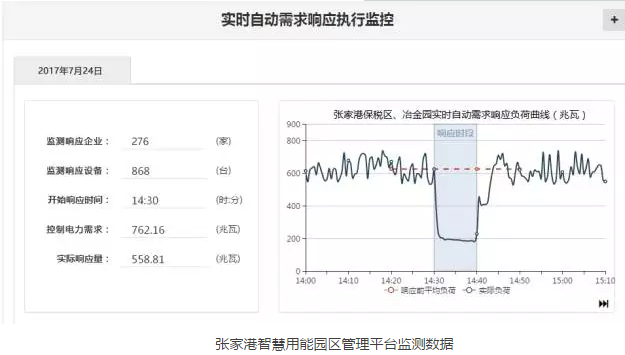 实时自动需求响应执行监控
+
2017年7月24日
监测响应企业： 276 (家)
监测响应设备： 868 (台)
开始响应时间： 14:30 (时:分)
控制电力需求： 762.16 (兆瓦)
实际响应量： 558.81 (兆瓦)
张家港保税区、冶金园实时自动需求响应负荷曲线（兆瓦）
响应时段
900
800
600
400
200
0
14:00 14:10 14:20 14:30 14:40 14:50 15:00 15:10
响应前平均负荷 实际负荷
张家港智慧用能园区管理平台监测数据